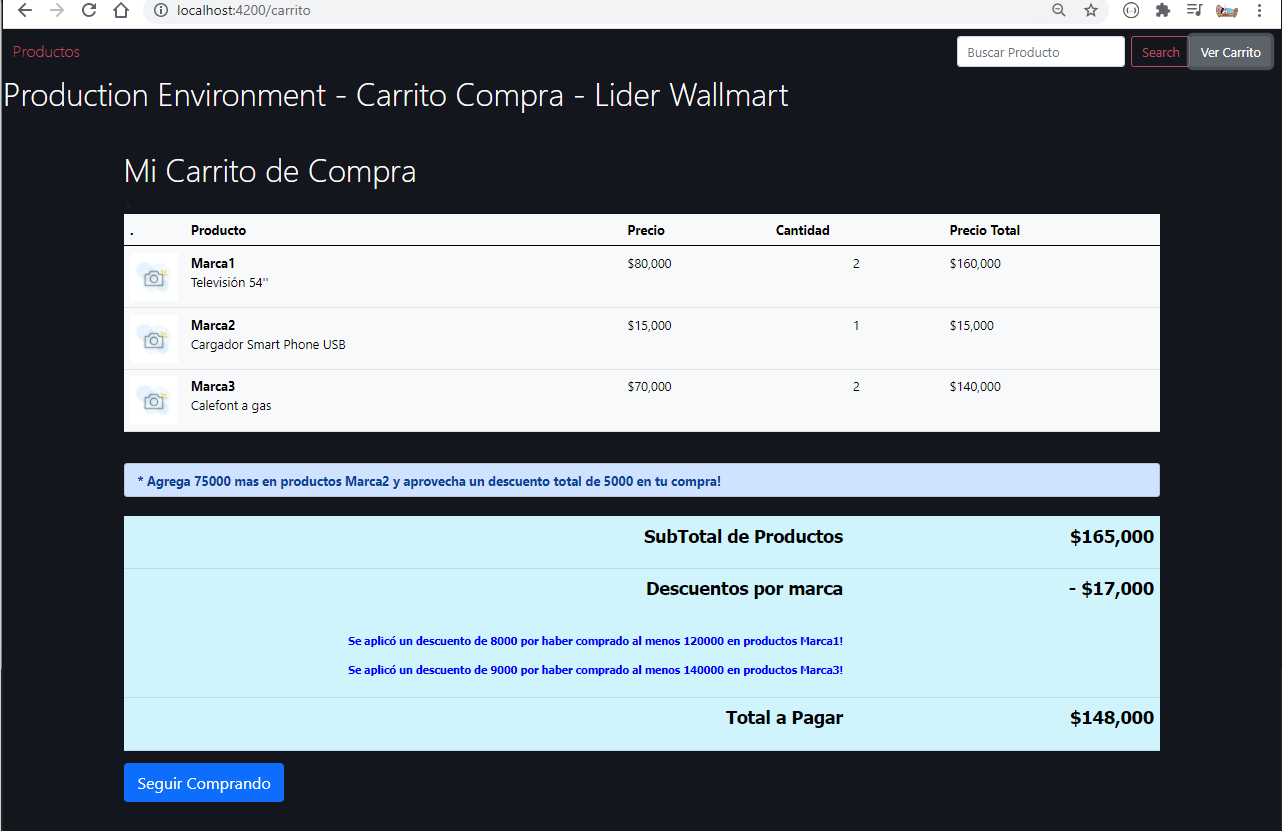 localhost:4200/carrito
Productos
Buscar Producto
Search
Ver Carrito
Production Environment - Carrito Compra - Lider Wallmart
Mi Carrito de Compra
>
. Producto Precio Cantidad Precio Total
Marca1 $80,000 2 $160,000
Televisión 54''
Marca2 $15,000 1 $15,000
Cargador Smart Phone USB
Marca3 $70,000 2 $140,000
Calefont a gas
* Agrega 75000 mas en productos Marca2 y aprovecha un descuento total de 5000 en tu compra!
SubTotal de Productos $165,000
Descuentos por marca - $17,000
Se aplicó un descuento de 8000 por haber comprado al menos 120000 en productos Marca1!
Se aplicó un descuento de 9000 por haber comprado al menos 140000 en productos Marca3!
Total a Pagar $148,000
Seguir Comprando